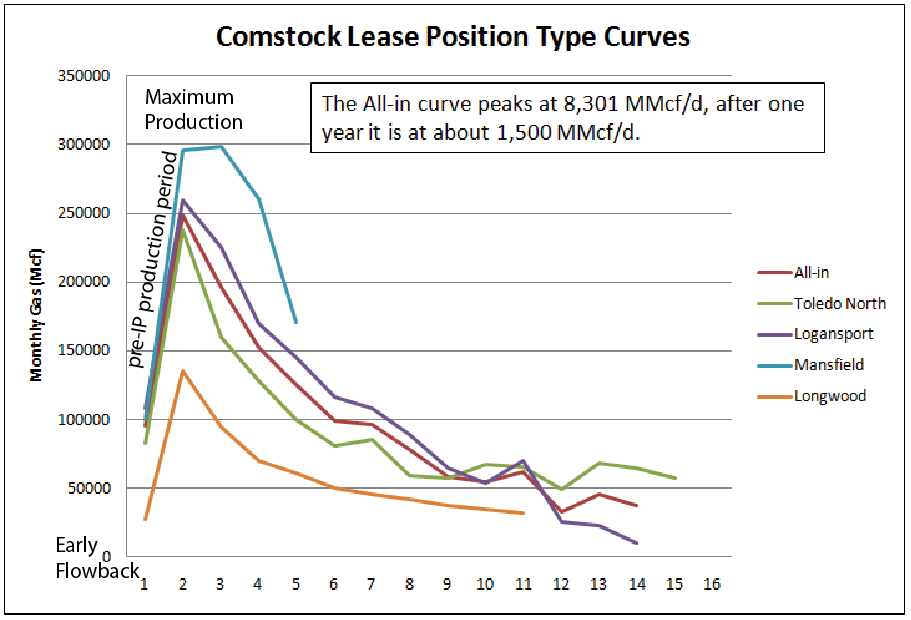 Comstock Lease Position Type Curves
350000
300000
250000
200000
150000
100000
50000
0
Monthly Gas (Mcf)
Maximum
Production
pre-IP production period
The All-in curve peaks at 8,301 MMcf/d, after one
year it is at about 1,500 MMcf/d.
All-in
Toledo North
Logansport
Mansfield
Longwood
Early
Flowback
1 2 3 4 5 6 7 8 9 10 11 12 13 14 15 16